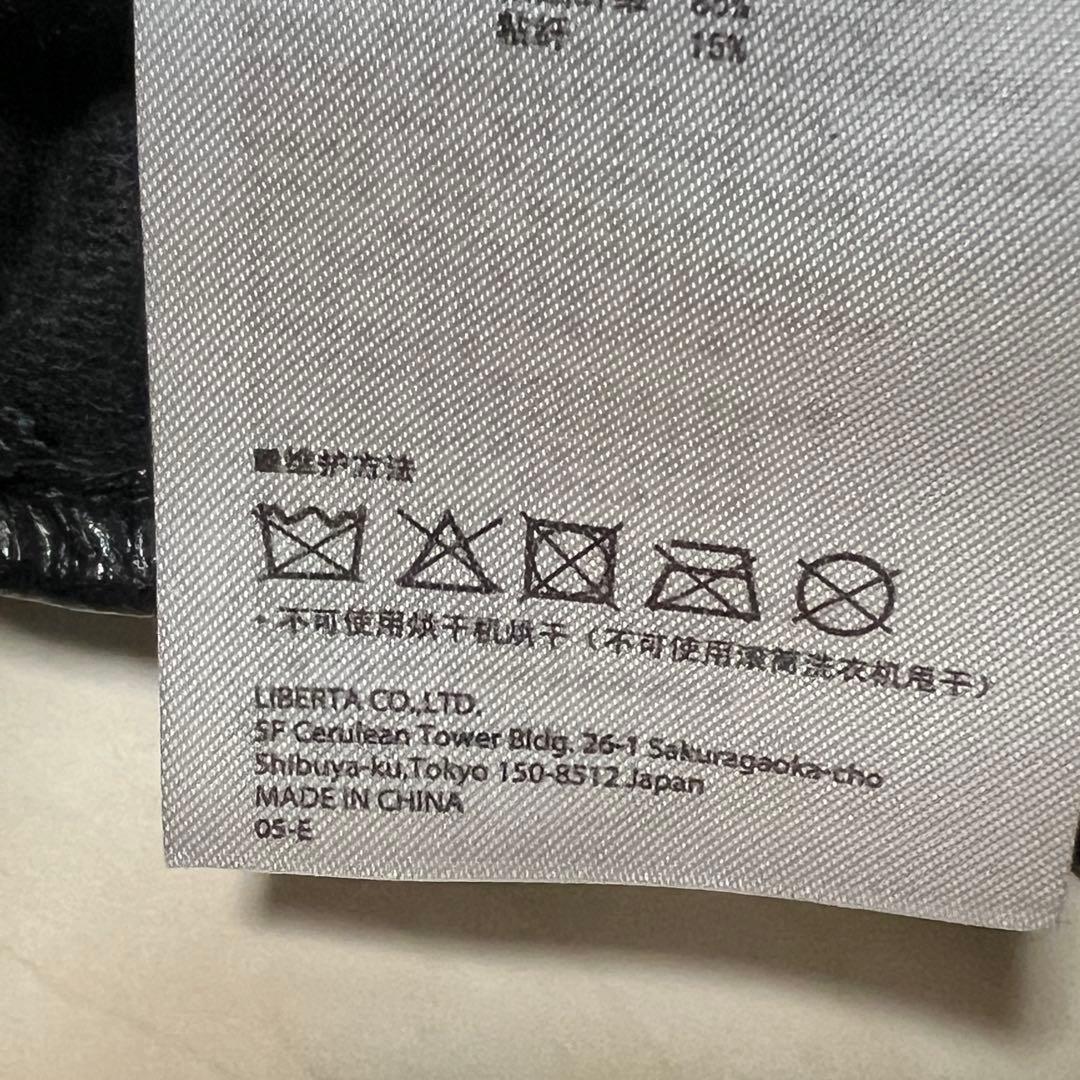 粘纤 15%
■维护方法
・不可使用烘干机烘干（不可使用滚筒洗衣机甩干）
LIBERTA CO.,LTD.
5F Cerulean Tower Bldg. 26-1 Sakuragaoka-cho
Shibuya-ku,Tokyo 150-8512 Japan
MADE IN CHINA
05-E